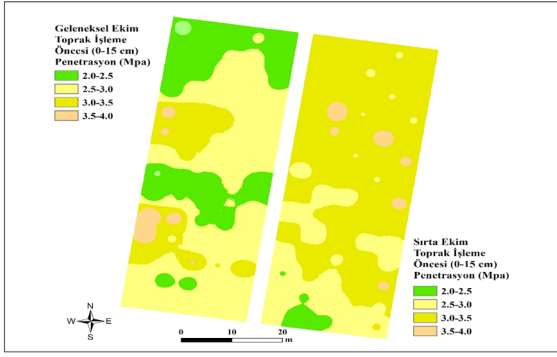 Geleneksel Ekim
Toprak İşleme
Öncesi (0-15 cm)
Penetrasyon (Mpa)
2.0-2.5
2.5-3.0
3.0-3.5
3.5-4.0
Sırta Ekim
Toprak İşleme
Öncesi (0-15 cm)
Penetrasyon (Mpa)
2.0-2.5
2.5-3.0
3.0-3.5
3.5-4.0
N
W E
S
0 10 20
m